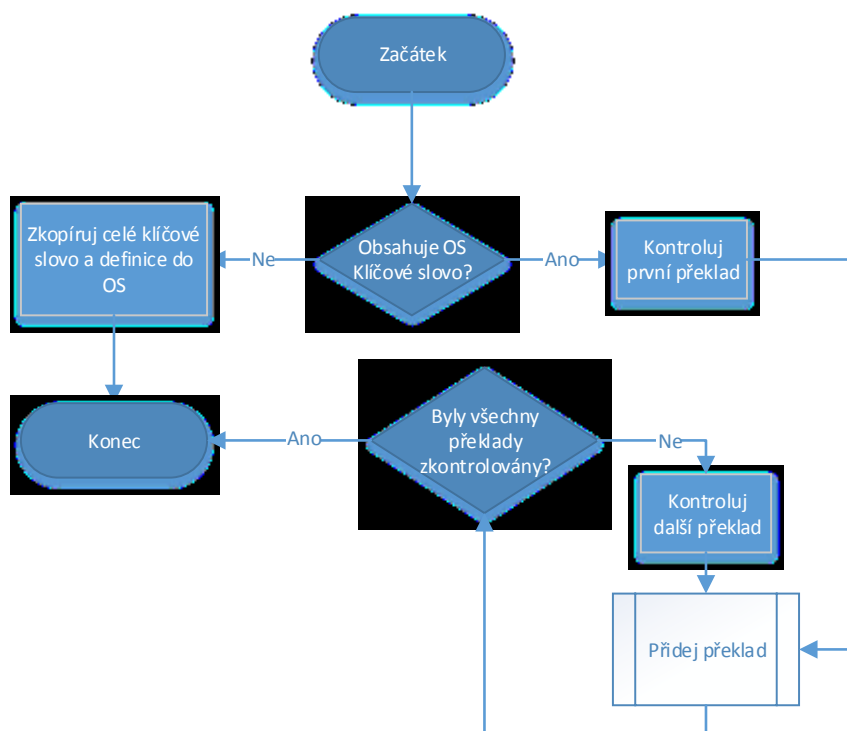 Začátek
Zkopíruj celé klíčové
slovo a definice do
OS
Ne
Obsahuje OS
Klíčové slovo?
Ano
Kontroluj
první překlad
Konec
Ano
Byly všechny
překlady
zkontrolovány?
Ne
Kontroluj
další překlad
Přidej překlad